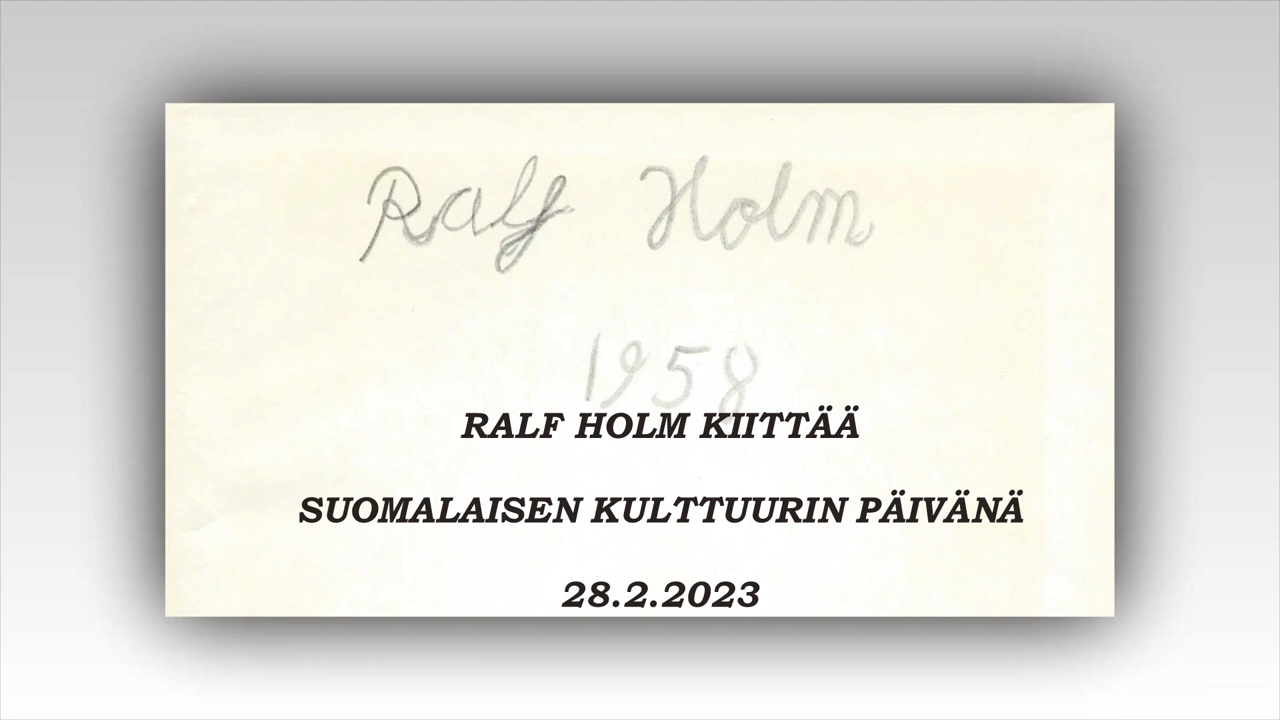 Ralf Holm
1958
RALF HOLM KIITTÄÄ
SUOMALAISEN KULTTUURIN PÄIVÄNÄ
28.2.2023